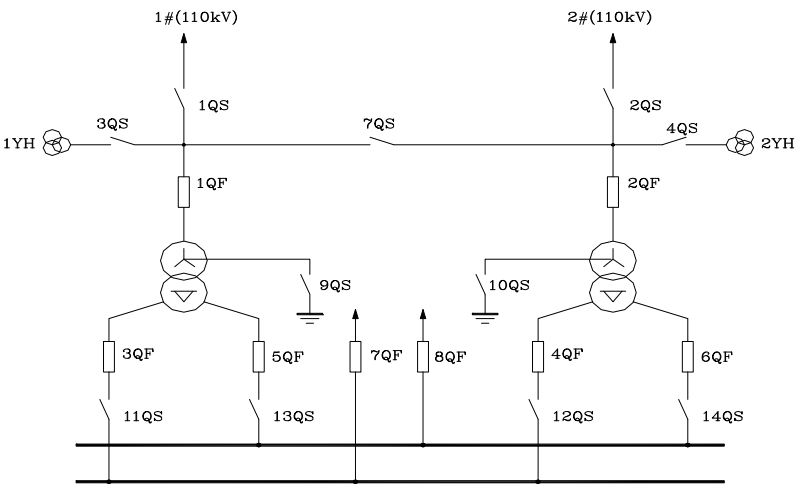 1#(110kV) 2#(110kV)
1QS 2QS
3QS 7QS 4QS
1YH 2YH
1QF 2QF
9QS 10QS
3QF 5QF 7QF 8QF 4QF 6QF
11QS 13QS 12QS 14QS